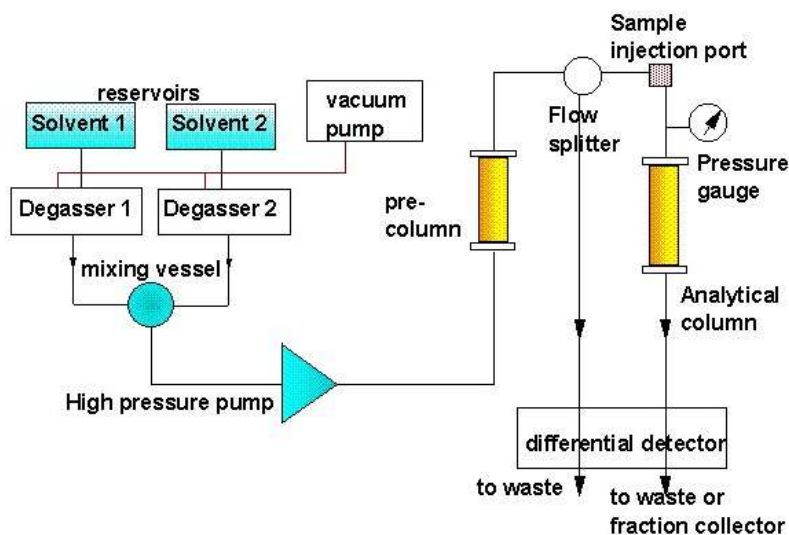 reservoirs
Solvent 1
Solvent 2
vacuum
pump
Degasser 1
Degasser 2
mixing vessel
High pressure pump
pre-
column
Flow
splitter
Sample
injection port
Pressure
gauge
Analytical
column
differential detector
to waste
to waste or
fraction collector